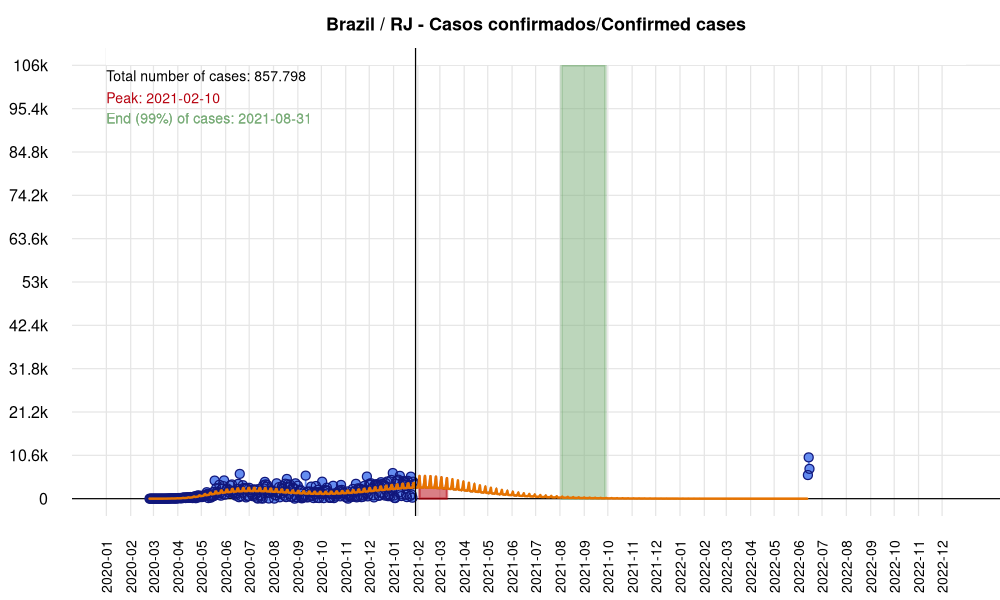 Brazil / RJ - Casos confirmados/Confirmed cases
106k
Total number of cases: 857.798
Peak: 2021-02-10
End (99%) of cases: 2021-08-31
95.4k
84.8k
74.2k
63.6k
53k
42.4k
31.8k
21.2k
10.6k
0
2020-01
2020-02
2020-03
2020-04
2020-05
2020-06
2020-07
2020-08
2020-09
2020-10
2020-11
2020-12
2021-01
2021-02
2021-03
2021-04
2021-05
2021-06
2021-07
2021-08
2021-09
2021-10
2021-11
2021-12
2022-01
2022-02
2022-03
2022-04
2022-05
2022-06
2022-07
2022-08
2022-09
2022-10
2022-11
2022-12